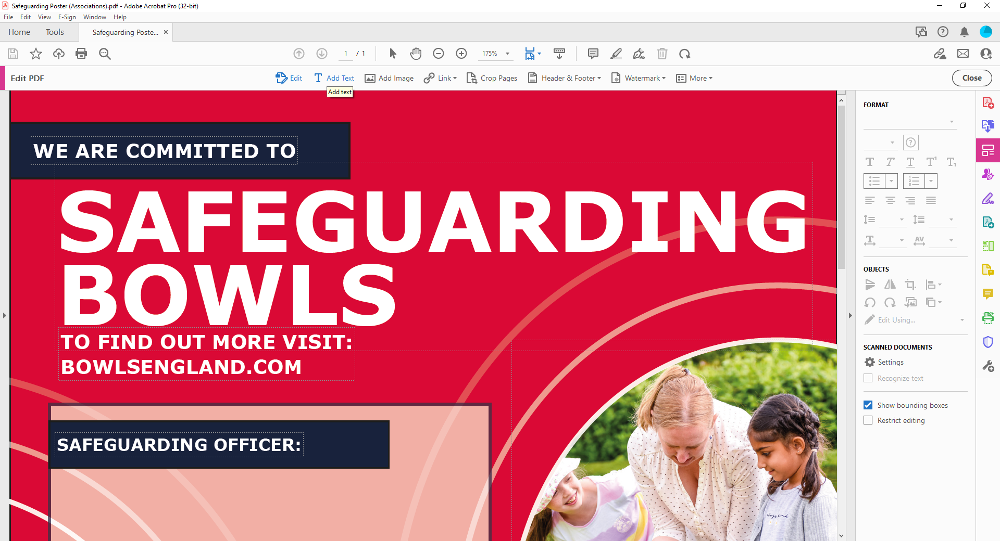 Safeguarding Poster (Associations).pdf - Adobe Acrobat Pro (32-bit)
File Edit View E-Sign Window Help
Home Tools Safeguarding Poste... ×
1 / 1 175%
Edit PDF Edit Add Text Add Image Link Crop Pages Header & Footer Watermark More Close
Add text
WE ARE COMMITTED TO
SAFEGUARDING
BOWLS
TO FIND OUT MORE VISIT:
BOWLSENGLAND.COM
SAFEGUARDING OFFICER:
FORMAT
OBJECTS
Edit Using...
SCANNED DOCUMENTS
Settings
Recognize text
Show bounding boxes
Restrict editing